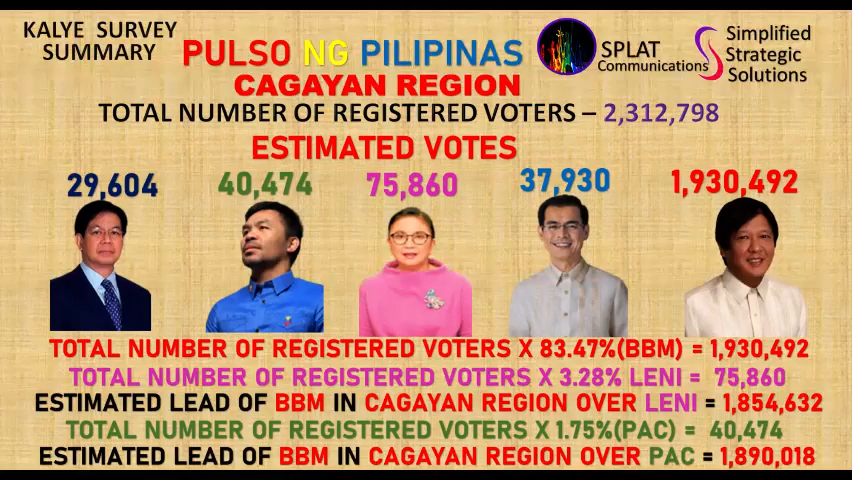 KALYE SURVEY
SUMMARY
PULSO NG PILIPINAS
SPLAT
Communications
Simplified
Strategic
Solutions
CAGAYAN REGION
TOTAL NUMBER OF REGISTERED VOTERS – 2,312,798
ESTIMATED VOTES
29,604 40,474 75,860 37,930 1,930,492
TOTAL NUMBER OF REGISTERED VOTERS X 83.47%(BBM) = 1,930,492
TOTAL NUMBER OF REGISTERED VOTERS X 3.28% LENI = 75,860
ESTIMATED LEAD OF BBM IN CAGAYAN REGION OVER LENI = 1,854,632
TOTAL NUMBER OF REGISTERED VOTERS X 1.75%(PAC) = 40,474
ESTIMATED LEAD OF BBM IN CAGAYAN REGION OVER PAC = 1,890,018